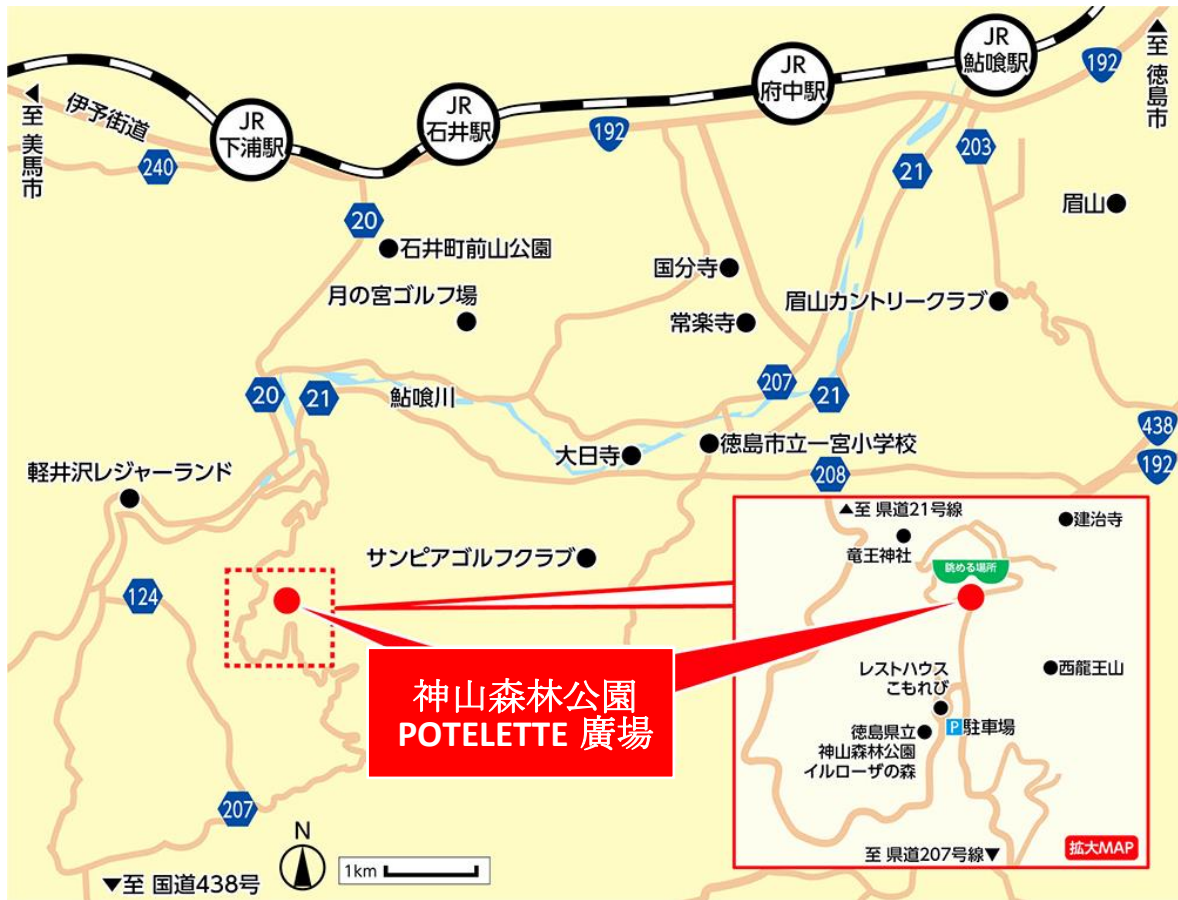 JR
鮎喰駅
▲至 徳島市
192
JR
府中駅
JR
石井駅
192
JR
下浦駅
伊予街道
▲至 美馬市
240
203
21
20
眉山
石井町前山公園
国分寺
月の宮ゴルフ場
眉山カントリークラブ
常楽寺
207
21
20
21
鮎喰川
438
192
徳島市立一宮小学校
大日寺
208
軽井沢レジャーランド
サンピアゴルフクラブ
124
神山森林公園
POTELETTE 廣場
207
▲至 県道21号線
竜王神社
建治寺
眺める場所
レストハウス
こもれび
西龍王山
P駐車場
徳島県立
神山森林公園
イルローザの森
至 県道207号線▼
拡大MAP
N
1km
▼至 国道438号